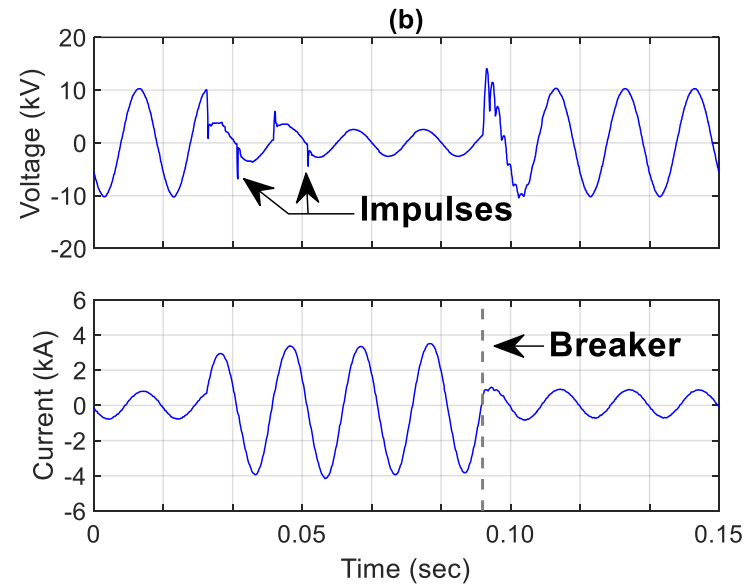 (b)
Voltage (kV)
20
10
0
-10
-20
Impulses
Current (kA)
6
4
2
0
-2
-4
-6
Breaker
0
0.05
0.10
0.15
Time (sec)